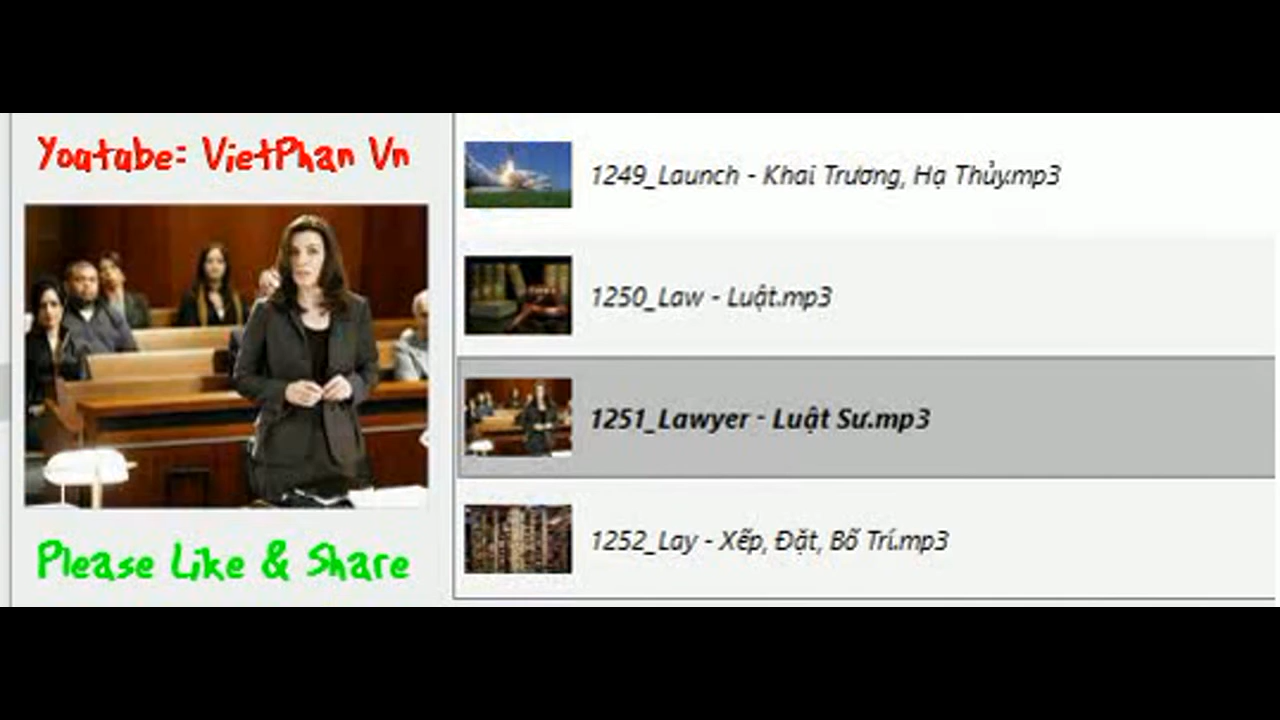 Youtube: VietPhan Vn
1249_Launch - Khai Trương, Hạ Thủy.mp3
1250_Law - Luật.mp3
1251_Lawyer - Luật Sư.mp3
1252_Lay - Xếp, Đặt, Bố Trí.mp3
Please Like & Share